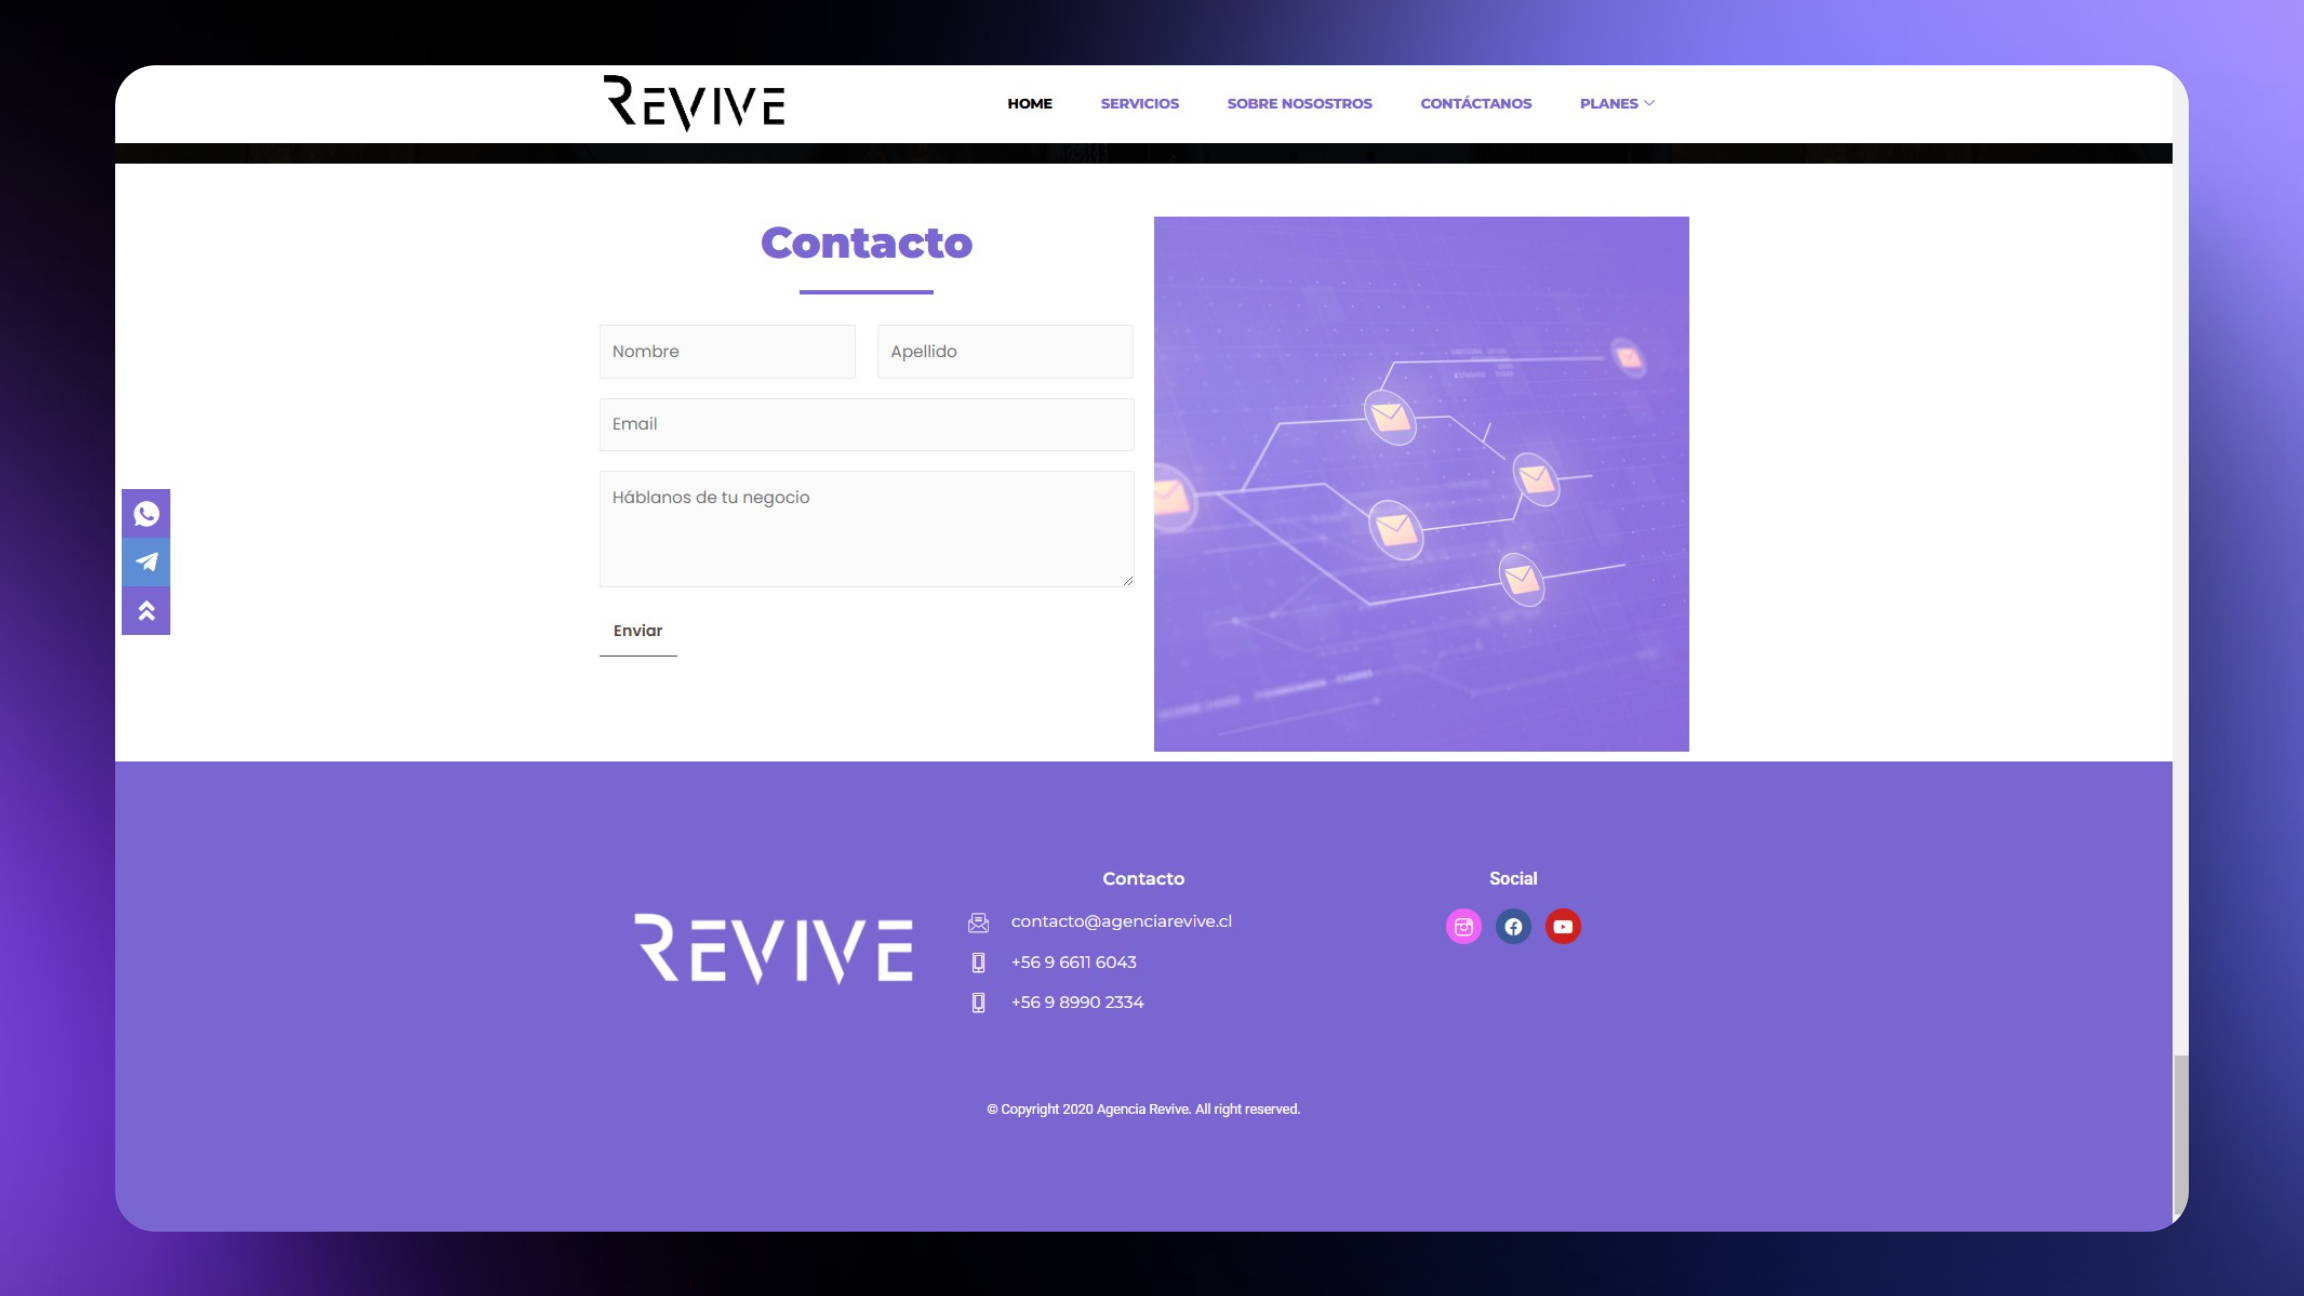 REVIVE
HOME SERVICIOS SOBRE NOSOSTROS CONTÁCTANOS PLANES
Contacto
Nombre Apellido
Email
Háblanos de tu negocio
Enviar
Contacto
Social
REVIVE
contacto@agenciarevive.cl
+56 9 6611 6043
+56 9 8990 2334
© Copyright 2020 Agencia Revive. All right reserved.